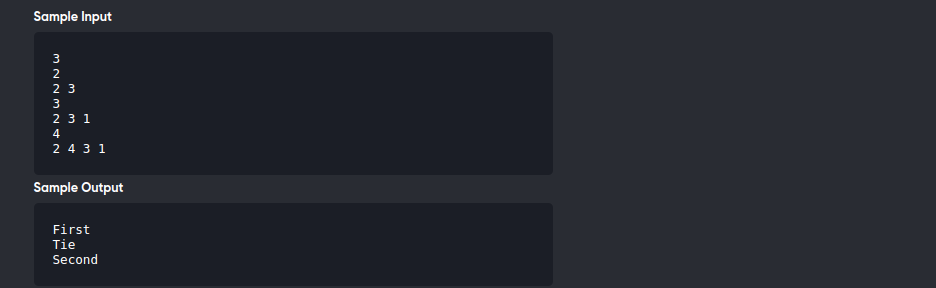 Sample Input
3
2
2 3
3
2 3 1
4
2 4 3 1
Sample Output
First
Tie
Second